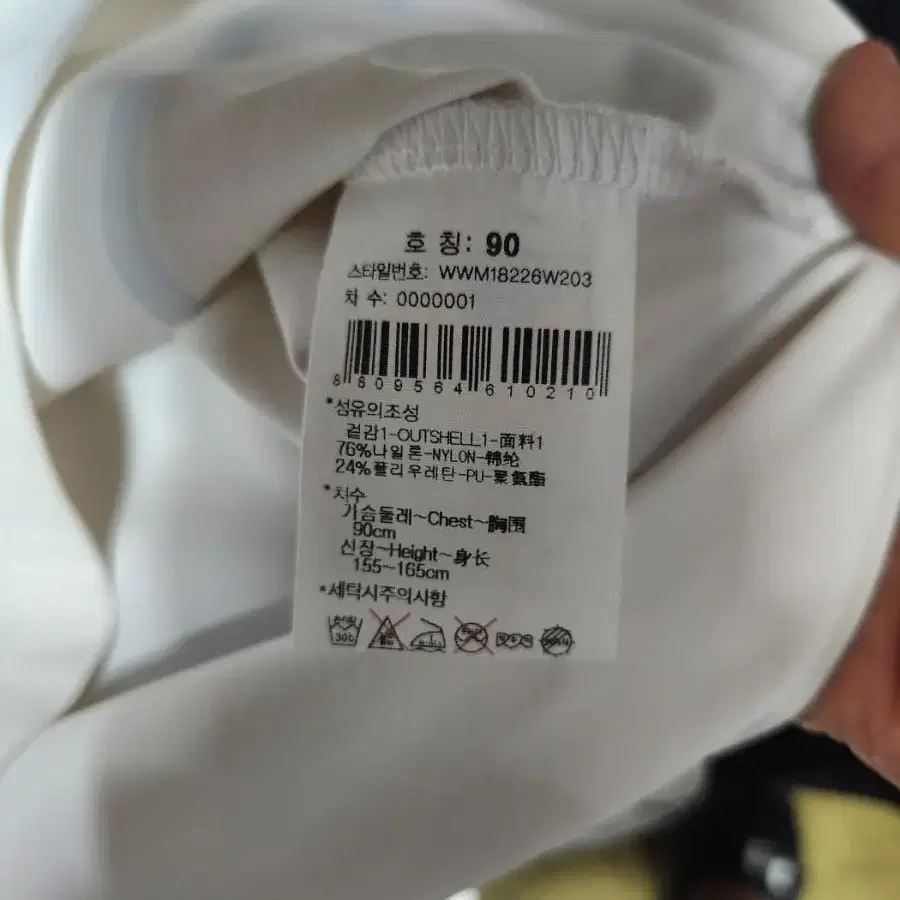 호 칭: 90
스타일번호: WWM18226W203
차 수: 0000001
8809564610210
*섬유의조성
겉감1-OUTSHELL1-面料1
76%나일론-NYLON-锦纶
24%폴리우레탄-PU-聚氨酯
*치수
가슴둘레~Chest~胸围
90cm
신장~Height~身长
155~165cm
*세탁시주의사항